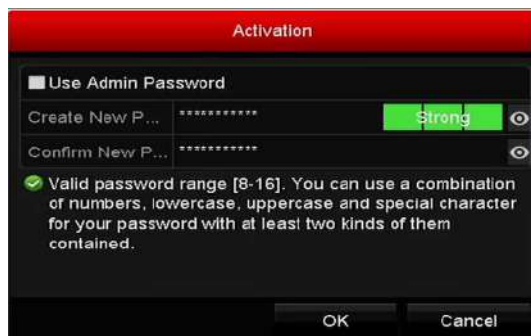 Activation
Use Admin Password
Create New P... *********** Strong
Confirm New P... ***********
Valid password range [8-16]. You can use a combination
of numbers, lowercase, uppercase and special character
for your password with at least two kinds of them
contained.
OK Cancel